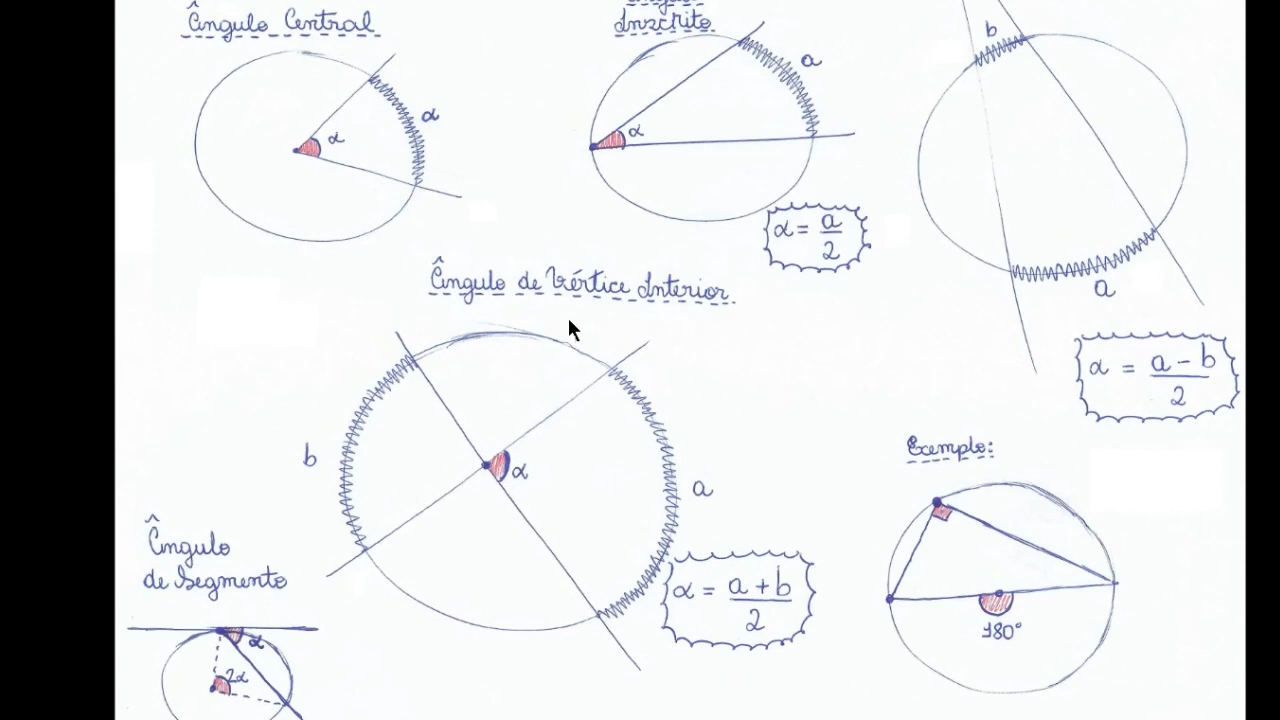 Ângulo Central
α
α
Inscrito
α
a
α = a/2
b
a
α = a - b / 2
Ângulo de Vértice Interior
b
α
a
α = a + b / 2
Exemplo:
180°
Ângulo
de Segmento
α
2α